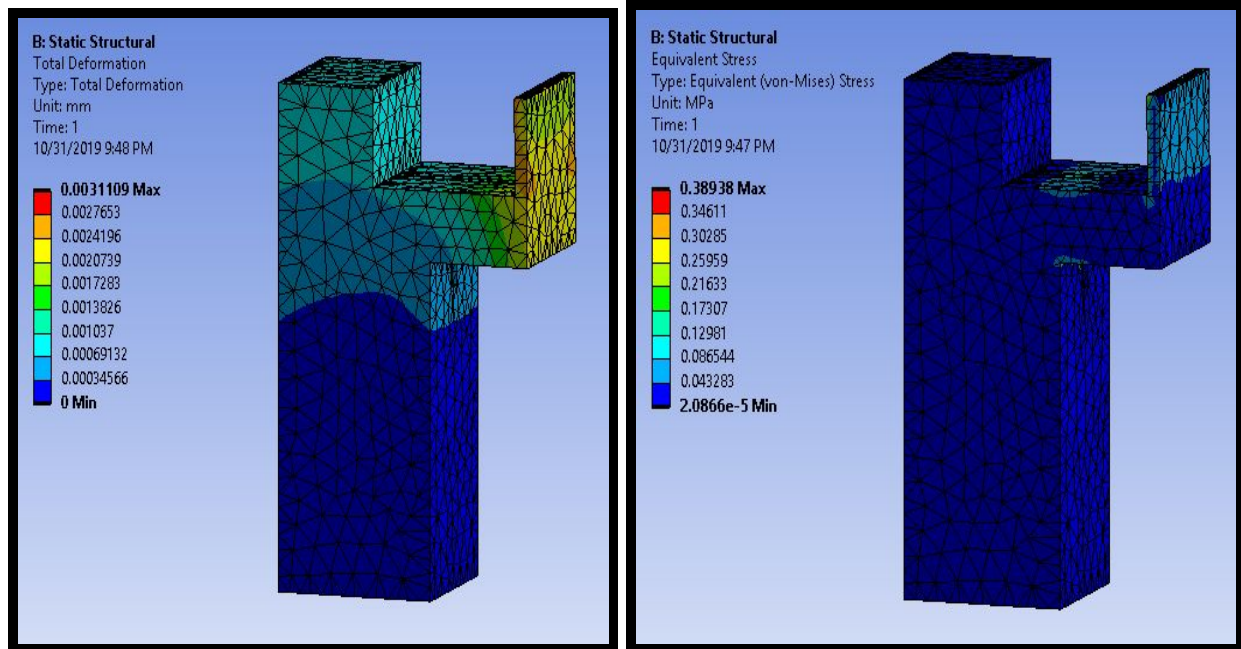 B: Static Structural
Total Deformation
Type: Total Deformation
Unit: mm
Time: 1
10/31/2019 9:48 PM
0.0031109 Max
0.0027653
0.0024196
0.0020739
0.0017283
0.0013826
0.001037
0.00069132
0.00034566
0 Min
B: Static Structural
Equivalent Stress
Type: Equivalent (von-Mises) Stress
Unit: MPa
Time: 1
10/31/2019 9:47 PM
0.38938 Max
0.34611
0.30285
0.25959
0.21633
0.17307
0.12981
0.086544
0.043283
2.0866e-5 Min